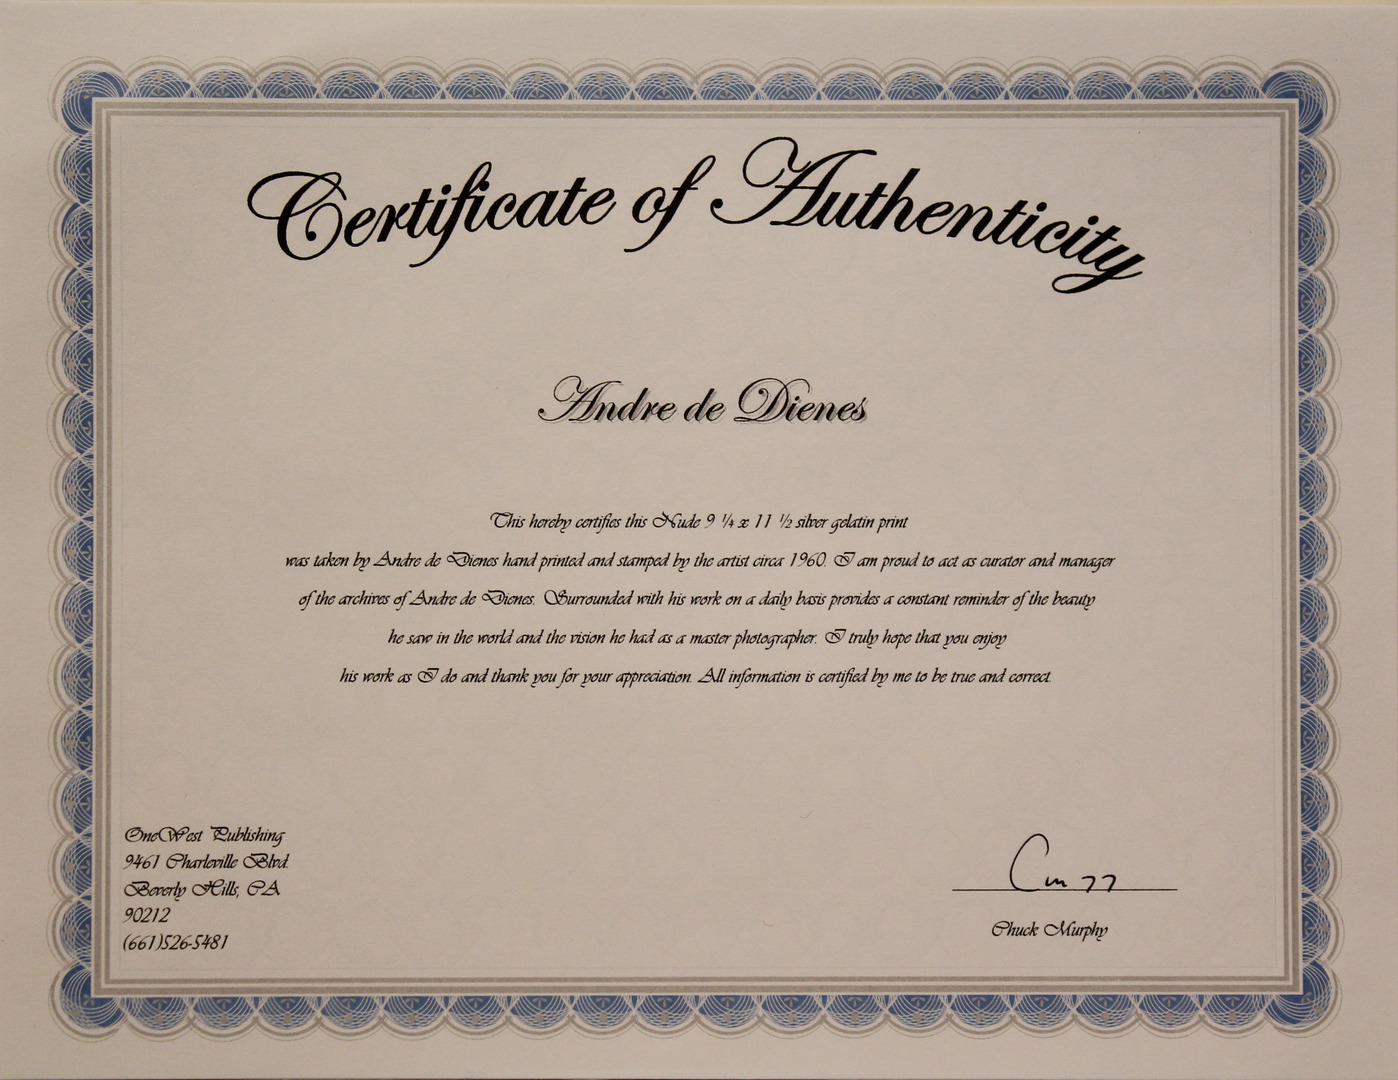 Certificate of Authenticity
Andre de Dienes
This hereby certifies this Nude 9 ¼ x 11 ½ silver gelatin print
was taken by Andre de Dienes hand printed and stamped by the artist circa 1960. I am proud to act as curator and manager
of the archives of Andre de Dienes. Surrounded with his work on a daily basis provides a constant reminder of the beauty
he saw in the world and the vision he had as a master photographer. I truly hope that you enjoy
his work as I do and thank you for your appreciation. All information is certified by me to be true and correct.
OneWest Publishing
9461 Charleville Blvd.
Beverly Hills, CA
90212
(661)526-5481
Chuck Murphy